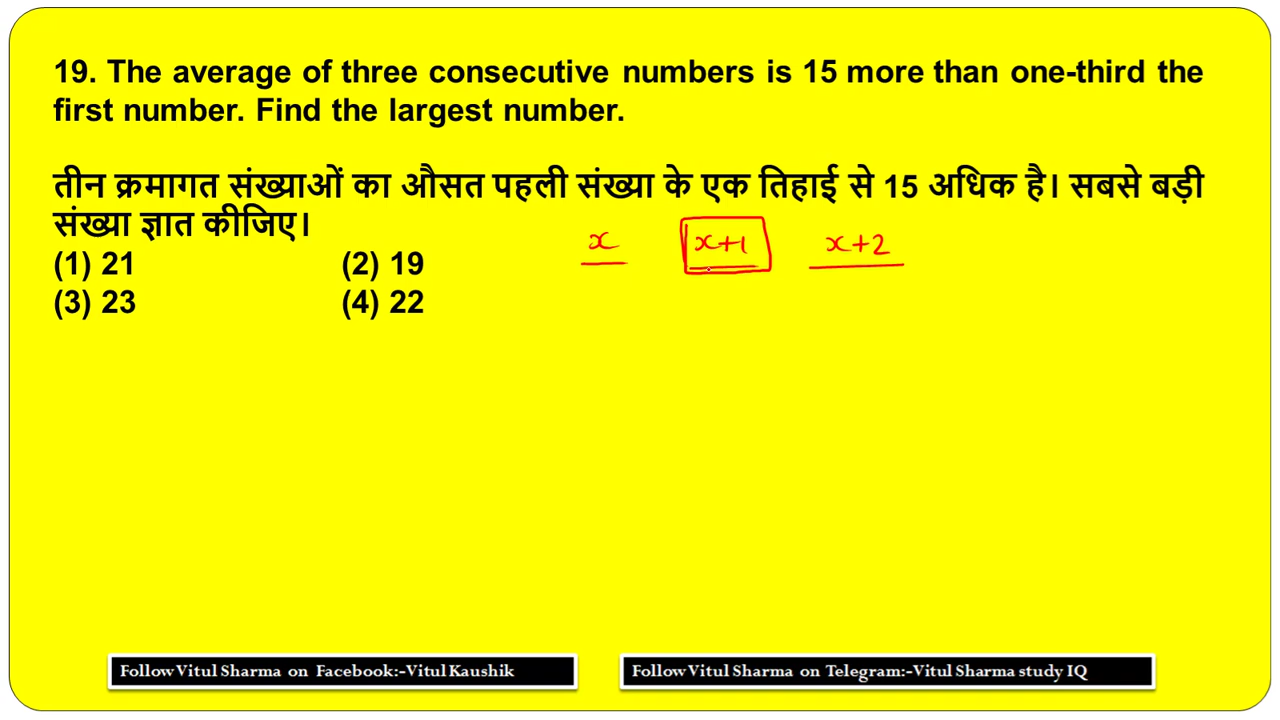 19. The average of three consecutive numbers is 15 more than one-third the
first number. Find the largest number.
तीन क्रमागत संख्याओं का औसत पहली संख्या के एक तिहाई से 15 अधिक है। सबसे बड़ी
संख्या ज्ञात कीजिए।
x x+1 x+2
(1) 21 (2) 19
(3) 23 (4) 22
Follow Vitul Sharma on Facebook:-Vitul Kaushik
Follow Vitul Sharma on Telegram:-Vitul Sharma study IQ